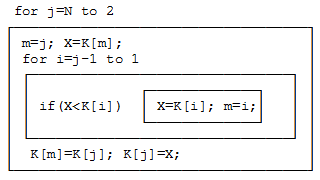 for j=N to 2
m=j; X=K[m];
for i=j-1 to 1
if(X<K[i]) X=K[i]; m=i;
K[m]=K[j]; K[j]=X;